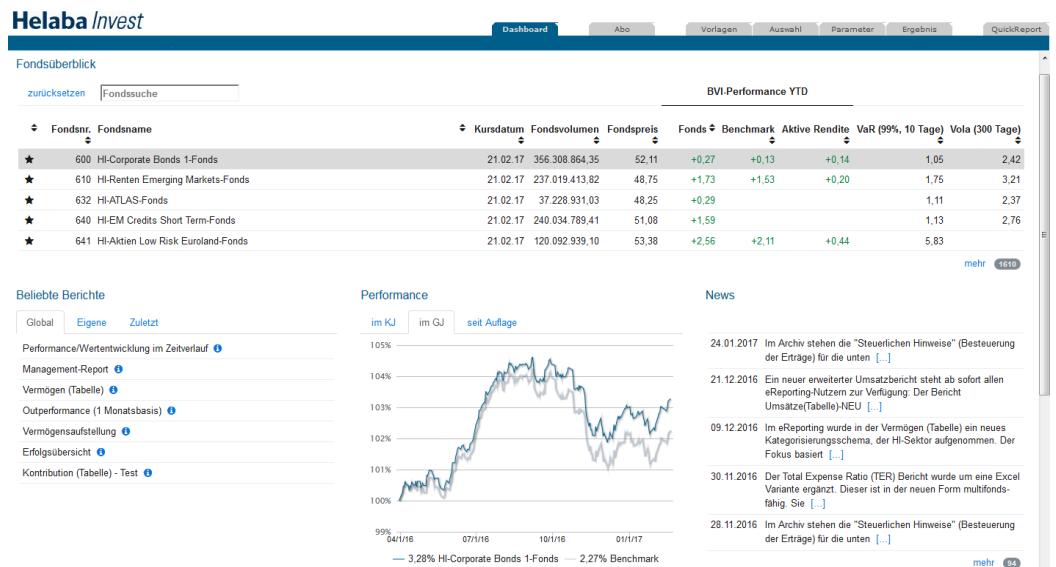 Helaba Invest
Dashboard Abo Vorlagen Auswahl Parameter Ergebnis QuickReport
Fondsüberblick
zurücksetzen Fondssuche
BVI-Performance YTD
Fondsnr. Fondsname Kursdatum Fondsvolumen Fondspreis Fonds Benchmark Aktive Rendite VaR (99%, 10 Tage) Vola (300 Tage)
600 HI-Corporate Bonds 1-Fonds 21.02.17 356.308.864,35 52,11 +0,27 +0,13 +0,14 1,05 2,42
610 HI-Renten Emerging Markets-Fonds 21.02.17 237.019.413,82 48,75 +1,73 +1,53 +0,20 1,75 3,21
632 HI-ATLAS-Fonds 21.02.17 37.228.931,03 48,25 +0,29 1,11 2,37
640 HI-EM Credits Short Term-Fonds 21.02.17 240.034.789,41 51,08 +1,59 1,13 2,76
641 HI-Aktien Low Risk Euroland-Fonds 21.02.17 120.092.939,10 53,38 +2,56 +2,11 +0,44 5,83
mehr 1610
Beliebte Berichte
Global Eigene Zuletzt
Performance/Wertentwicklung im Zeitverlauf
Management-Report
Vermögen (Tabelle)
Outperformance (1 Monatsbasis)
Vermögensaufstellung
Erfolgsübersicht
Kontribution (Tabelle) - Test
Performance
im KJ im GJ seit Auflage
105%
104%
103%
102%
101%
100%
99%
04/1/16 07/1/16 10/1/16 01/1/17
3,28% HI-Corporate Bonds 1-Fonds 2,27% Benchmark
News
24.01.2017 Im Archiv stehen die "Steuerlichen Hinweise" (Besteuerung
der Erträge) für die unten [...]
21.12.2016 Ein neuer erweiterter Umsatzbericht steht ab sofort allen
eReporting-Nutzern zur Verfügung: Der Bericht
Umsätze(Tabelle)-NEU [...]
09.12.2016 Im eReporting wurde in der Vermögen (Tabelle) ein neues
Kategorisierungsschema, der HI-Sektor aufgenommen. Der
Fokus basiert [...]
30.11.2016 Der Total Expense Ratio (TER) Bericht wurde um eine Excel
Variante ergänzt. Dieser ist in der neuen Form multifonds-
fähig. Sie [...]
28.11.2016 Im Archiv stehen die "Steuerlichen Hinweise" (Besteuerung
der Erträge) für die unten [...]
mehr 94